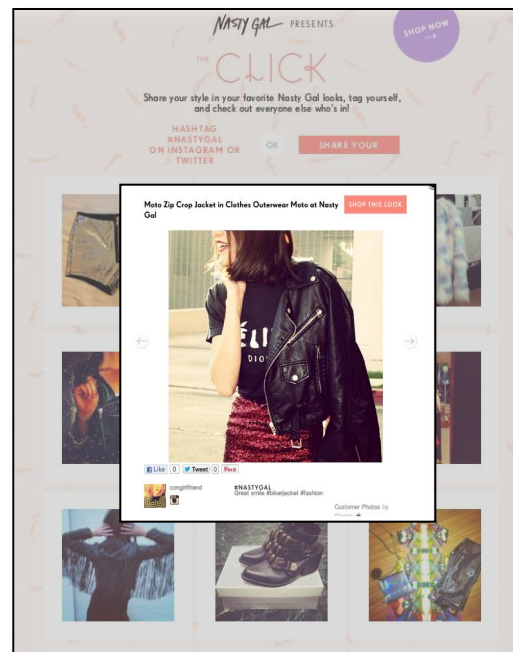 NASTY GAL PRESENTS
SHOP NOW
THE CLICK
Share your style in your favorite Nasty Gal looks, tag yourself,
and check out everyone else who's in!
HASHTAG
#NASTYGAL
ON INSTAGRAM OR
TWITTER
OR
SHARE YOUR
Moto Zip Crop Jacket in Clothes Outerwear Moto at Nasty
Gal
SHOP THIS LOOK
DIO
Like 0 Tweet 0 Pin it
congirlfriend
#NASTYGAL
Great smile #bikerjacket #fashion
Customer Photos by